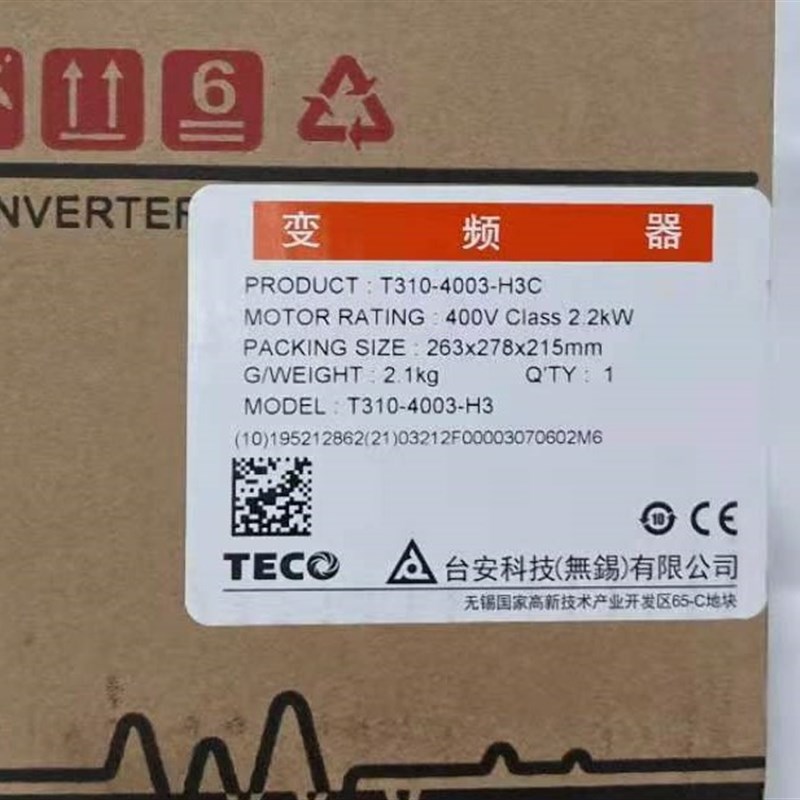 6
NVERTER
变 频 器
PRODUCT : T310-4003-H3C
MOTOR RATING : 400V Class 2.2kW
PACKING SIZE : 263x278x215mm
G/WEIGHT : 2.1kg Q'TY : 1
MODEL : T310-4003-H3
(10)195212862(21)03212F00003070602M6
10 CE
TECO 台安科技(無錫)有限公司
无锡国家高新技术产业开发区65-C地块